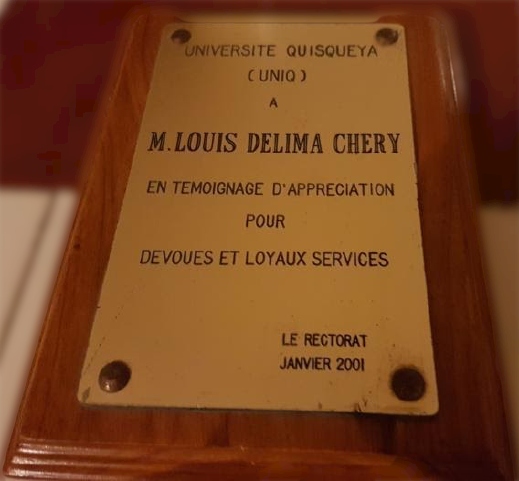 UNIVERSITE QUISQUEYA
(UNIQ)
A
M. LOUIS DELIMA CHERY
EN TEMOIGNAGE D'APPRECIATION
POUR
DEVOUES ET LOYAUX SERVICES
LE RECTORAT
JANVIER 2001